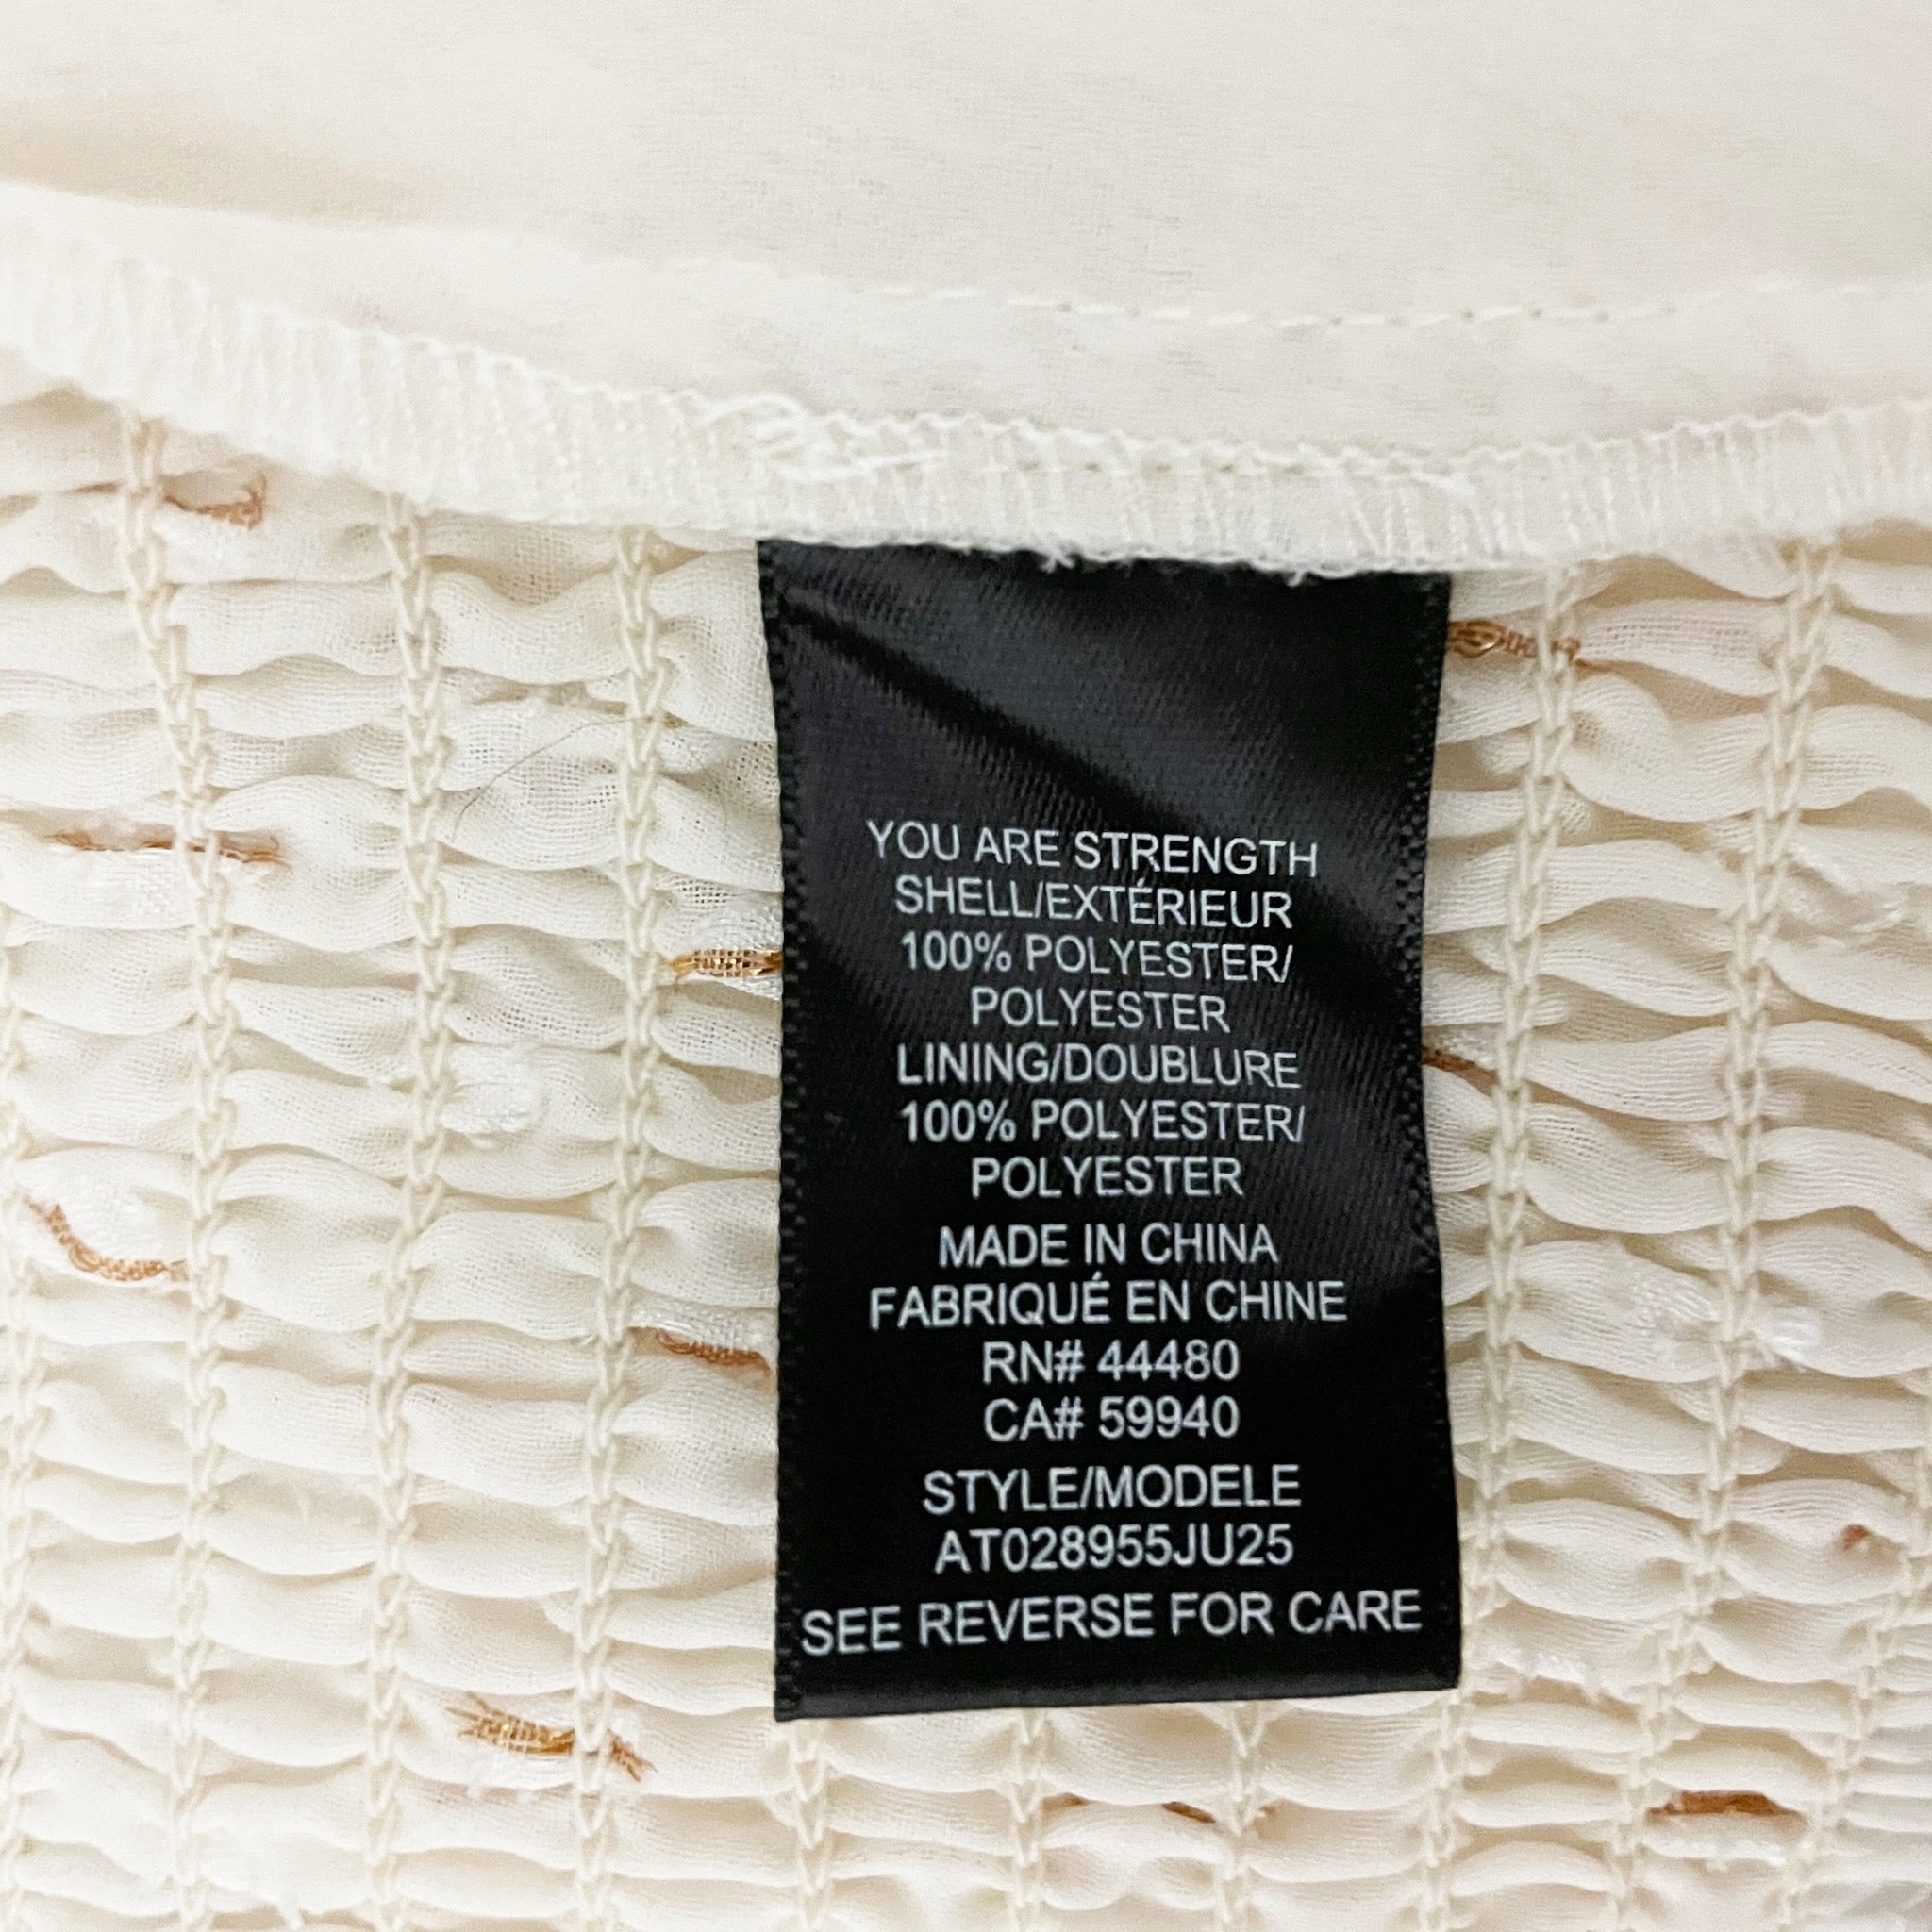 YOU ARE STRENGTH
SHELL/EXTÉRIEUR
100% POLYESTER/
POLYESTER
LINING/DOUBLURE
100% POLYESTER/
POLYESTER
MADE IN CHINA
FABRIQUÉ EN CHINE
RN# 44480
CA# 59940
STYLE/MODELE
AT028955JU25
SEE REVERSE FOR CARE